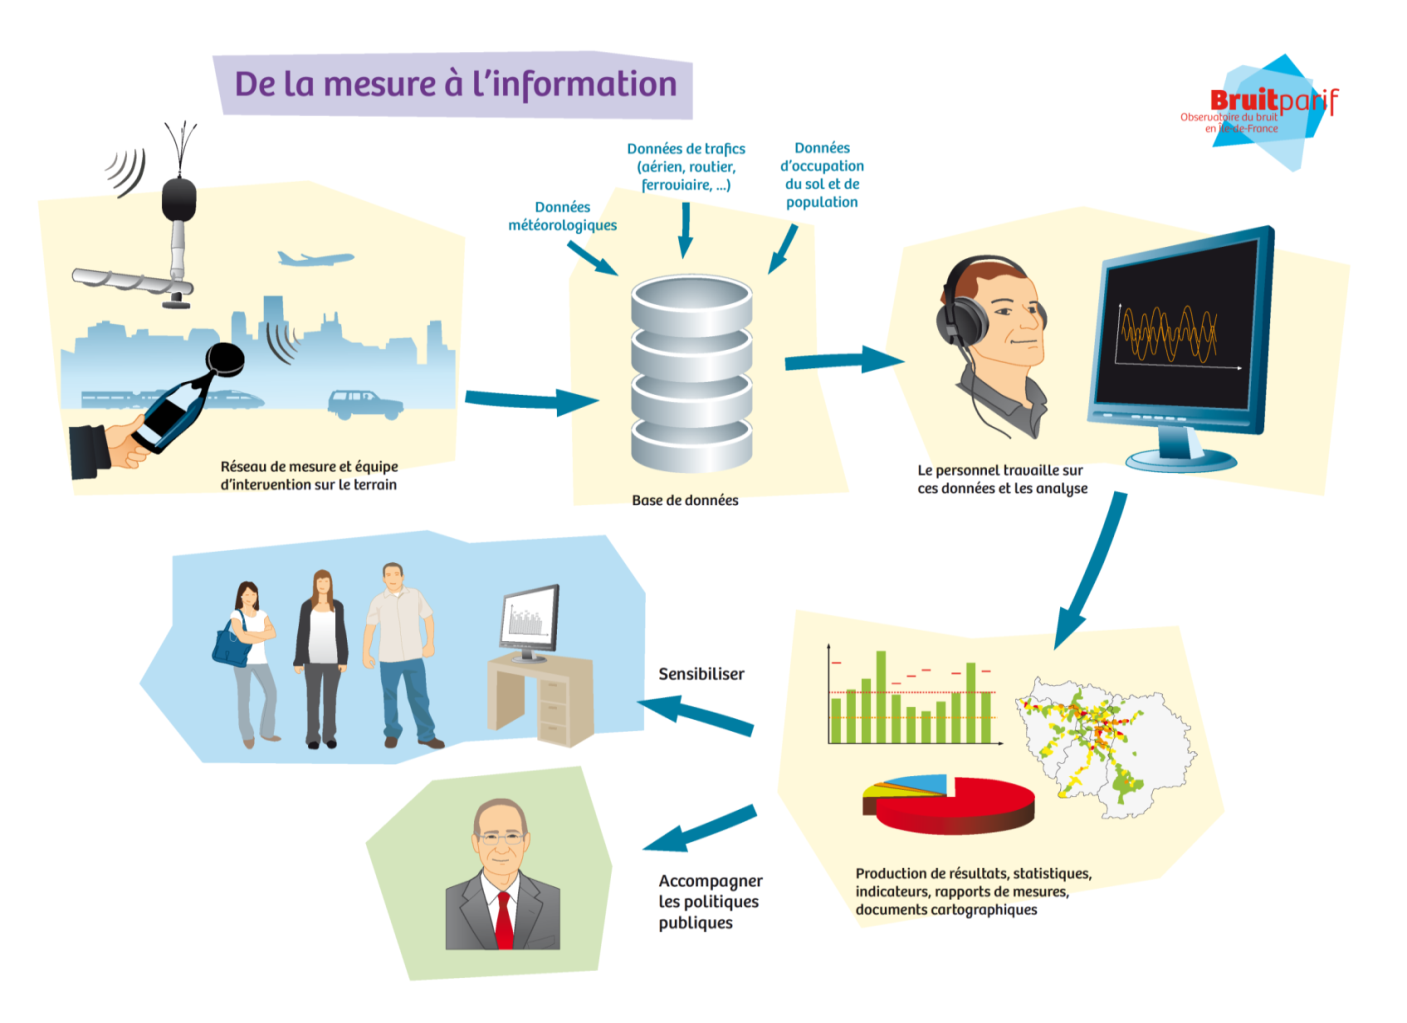 De la mesure à l'information
Bruitparif
Observatoire du bruit
en Île-de-France
Données de trafics
(aérien, routier,
ferroviaire, ...)
Données
d'occupation
du sol et de
population
Données
météorologiques
Réseau de mesure et équipe
d'intervention sur le terrain
Base de données
Le personnel travaille sur
ces données et les analyse
Sensibiliser
Accompagner
les politiques
publiques
Production de résultats, statistiques,
indicateurs, rapports de mesures,
documents cartographiques